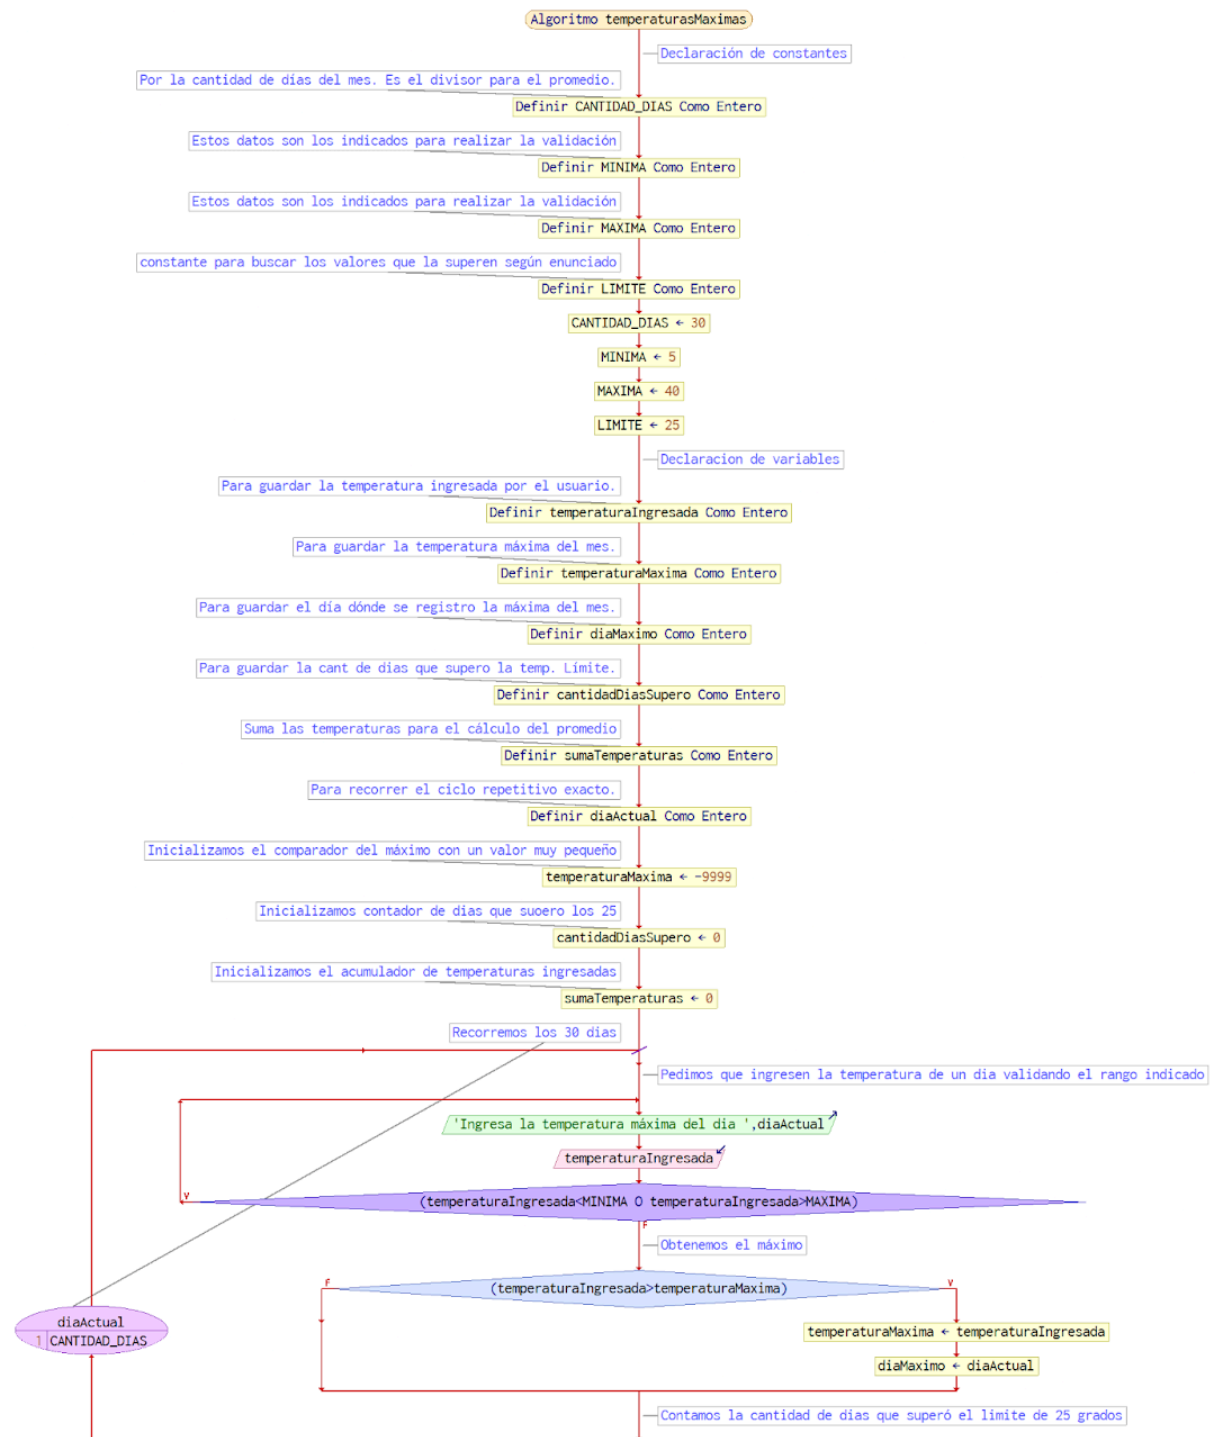 Algoritmo temperaturasMaximas
Declaración de constantes
Por la cantidad de días del mes. Es el divisor para el promedio.
Definir CANTIDAD_DIAS Como Entero
Estos datos son los indicados para realizar la validación
Definir MINIMA Como Entero
Estos datos son los indicados para realizar la validación
Definir MAXIMA Como Entero
constante para buscar los valores que la superen según enunciado
Definir LIMITE Como Entero
CANTIDAD_DIAS ← 30
MINIMA ← 5
MAXIMA ← 40
LIMITE ← 25
Declaracion de variables
Para guardar la temperatura ingresada por el usuario.
Definir temperaturaIngresada Como Entero
Para guardar la temperatura máxima del mes.
Definir temperaturaMaxima Como Entero
Para guardar el día dónde se registro la máxima del mes.
Definir diaMaximo Como Entero
Para guardar la cant de dias que supero la temp. Límite.
Definir cantidadDiasSupero Como Entero
Suma las temperaturas para el cálculo del promedio
Definir sumaTemperaturas Como Entero
Para recorrer el ciclo repetitivo exacto.
Definir diaActual Como Entero
Inicializamos el comparador del máximo con un valor muy pequeño
temperaturaMaxima ← -9999
Inicializamos contador de dias que suoero los 25
cantidadDiasSupero ← 0
Inicializamos el acumulador de temperaturas ingresadas
sumaTemperaturas ← 0
Recorremos los 30 dias
Pedimos que ingresen la temperatura de un dia validando el rango indicado
'Ingresa la temperatura máxima del dia ',diaActual
temperaturaIngresada
V
(temperaturaIngresada<MINIMA O temperaturaIngresada>MAXIMA)
F
Obtenemos el máximo
F
(temperaturaIngresada>temperaturaMaxima)
V
diaActual
1 CANTIDAD_DIAS
temperaturaMaxima ← temperaturaIngresada
diaMaximo ← diaActual
Contamos la cantidad de dias que superó el limite de 25 grados